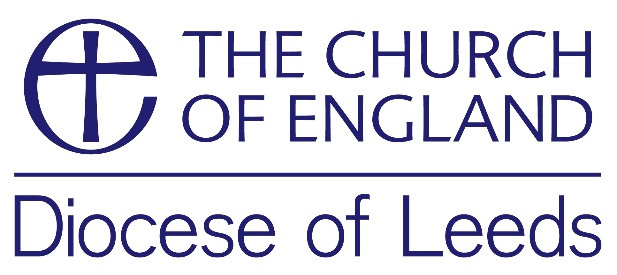 THE CHURCH
OF ENGLAND
Diocese of Leeds